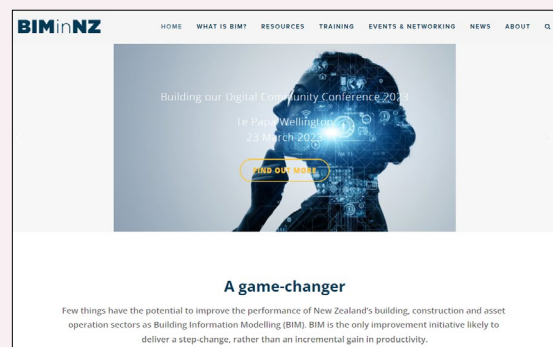 BIMinNZ
HOME WHAT IS BIM? RESOURCES TRAINING EVENTS & NETWORKING NEWS ABOUT
Building our Digital Community Conference 2023
Te Papa Wellington
23 March 2023
FIND OUT MORE
A game-changer
Few things have the potential to improve the performance of New Zealand's building, construction and asset
operation sectors as Building Information Modelling (BIM). BIM is the only improvement initiative likely to
deliver a step-change, rather than an incremental gain in productivity.